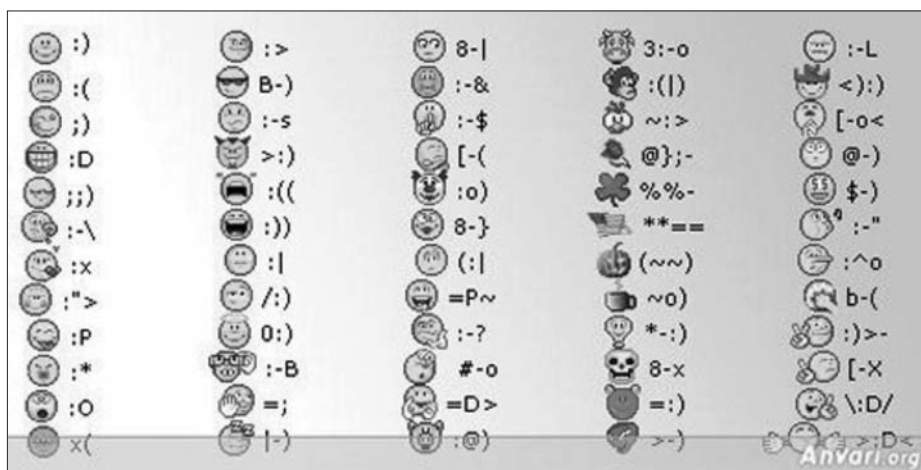 :) :> 8-| 3:-o :-L
:( B-) :-& :(|) <):)
;) :-s :-$ ~:> [-o<
:D >:) [-( @};- @-)
;;) :(( :o) %%- $-)
:-\ :)) 8-} **== :-"
:x :| (:| (~~) :^o
:"> /:) =P~ ~o) b-(
:P 0:) :-? *-:) :)>-
:* :-B #-o 8-x [-X
:O =; =D> =:) \:D/
x( |-) :@) >-) >:D<
Anvari.org